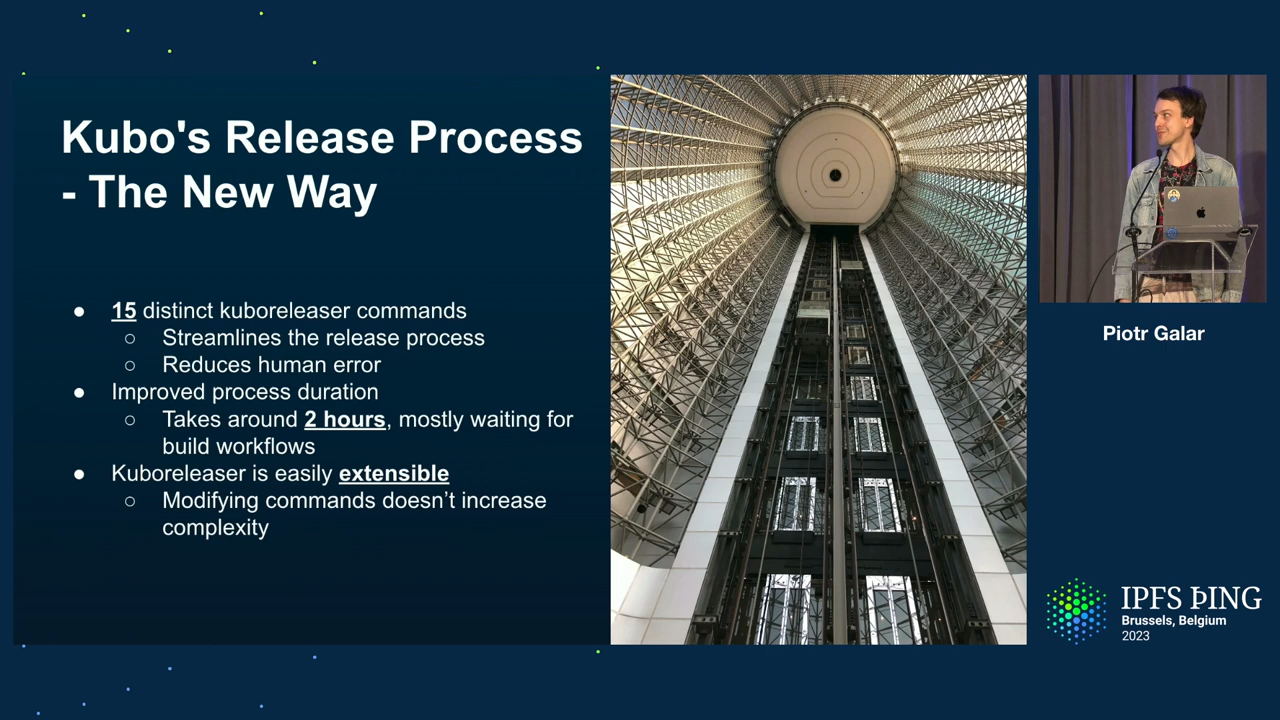 Kubo's Release Process
- The New Way
● 15 distinct kuboreleaser commands
○ Streamlines the release process
○ Reduces human error
● Improved process duration
○ Takes around 2 hours, mostly waiting for
build workflows
● Kuboreleaser is easily extensible
○ Modifying commands doesn’t increase
complexity
Piotr Galar
IPFS ÞING
Brussels, Belgium
2023